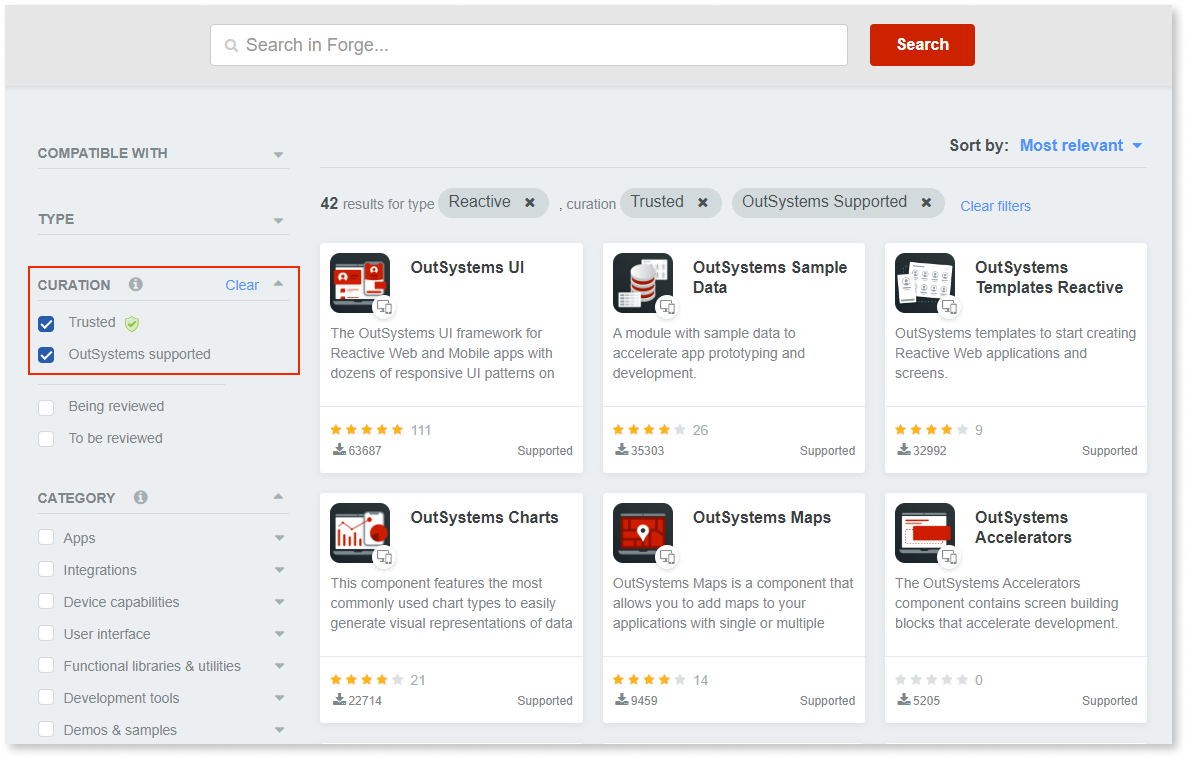 Search in Forge...
Search
COMPATIBLE WITH
TYPE
CURATION
Clear
Trusted
OutSystems supported
Being reviewed
To be reviewed
CATEGORY
Apps
Integrations
Device capabilities
User interface
Functional libraries & utilities
Development tools
Demos & samples
Sort by: Most relevant
42 results for type Reactive × , curation Trusted × OutSystems Supported × Clear filters
OutSystems UI
The OutSystems UI framework for
Reactive Web and Mobile apps with
dozens of responsive UI patterns on
111
63687
Supported
OutSystems Sample
Data
A module with sample data to
accelerate app prototyping and
development.
26
35303
Supported
OutSystems
Templates Reactive
OutSystems templates to start creating
Reactive Web applications and
screens.
9
32992
Supported
OutSystems Charts
This component features the most
commonly used chart types to easily
generate visual representations of data
21
22714
Supported
OutSystems Maps
OutSystems Maps is a component that
allows you to add maps to your
applications with single or multiple
14
9459
Supported
OutSystems
Accelerators
The OutSystems Accelerators
component contains screen building
blocks that accelerate development.
0
5205
Supported